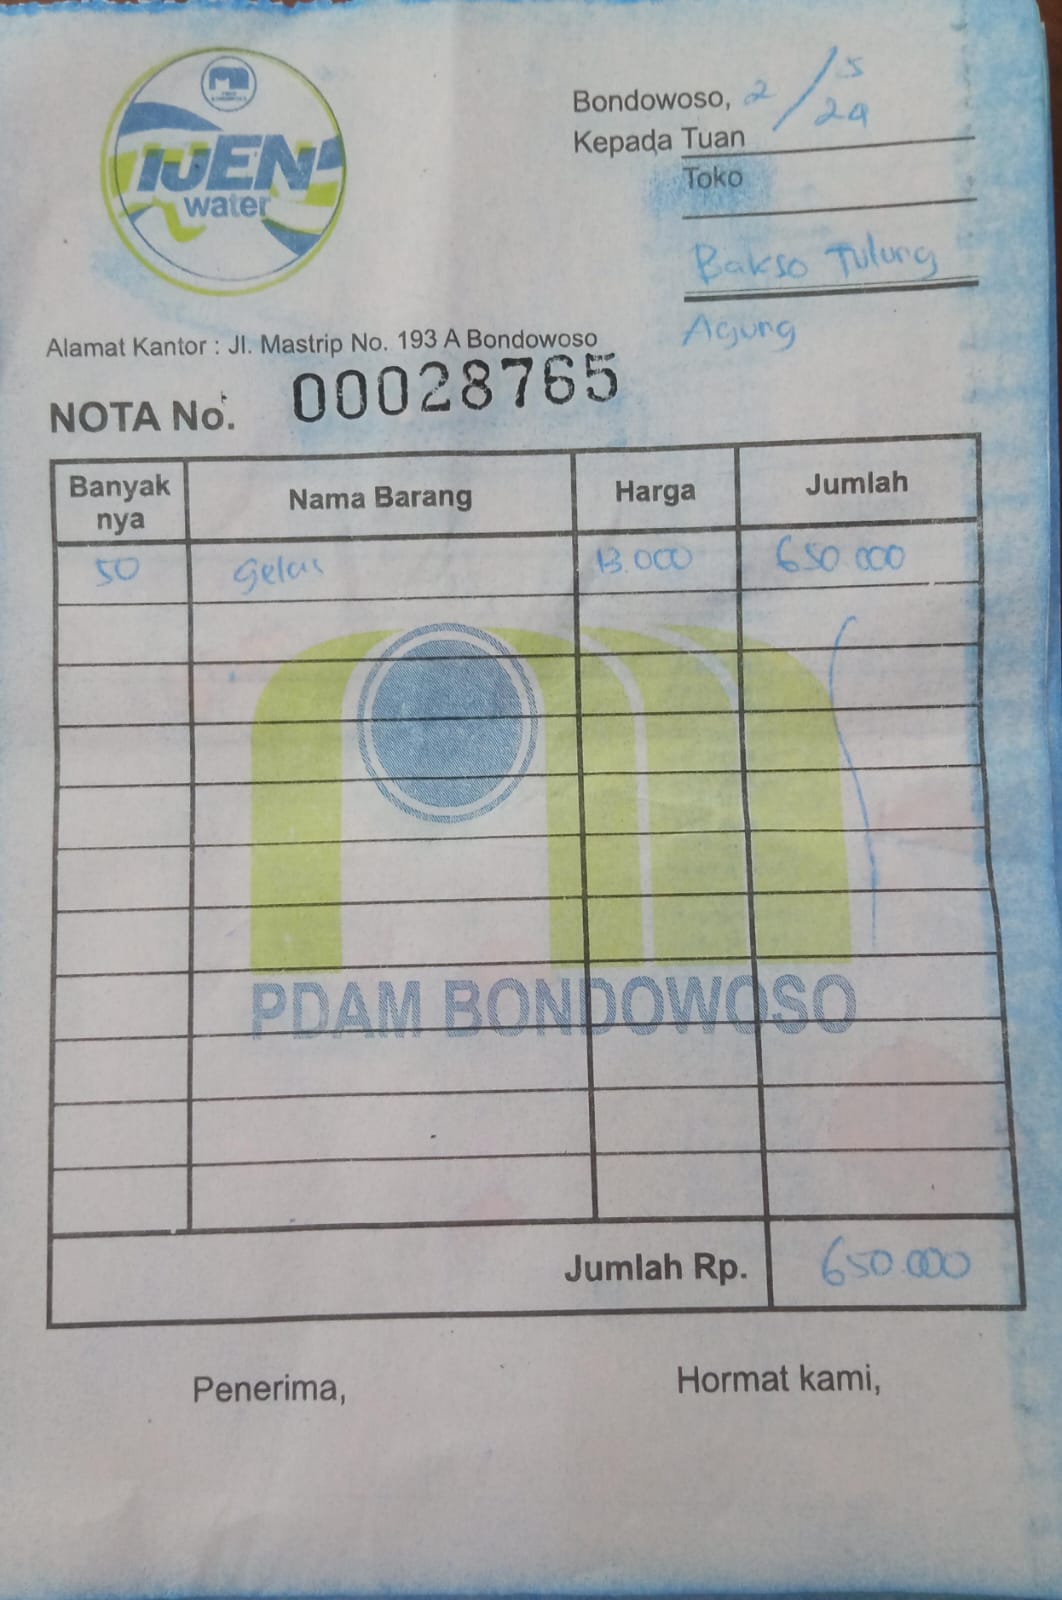 IJEN
water
Bondowoso, 2/5
24
Kepada Tuan
Toko
Bakso Tulung
Agung
Alamat Kantor : Jl. Mastrip No. 193 A Bondowoso
NOTA No. 00028765
Banyak nya Nama Barang Harga Jumlah
50 gelas 13.000 650.000
PDAM BONDOWOSO
Jumlah Rp. 650.000
Penerima, Hormat kami,